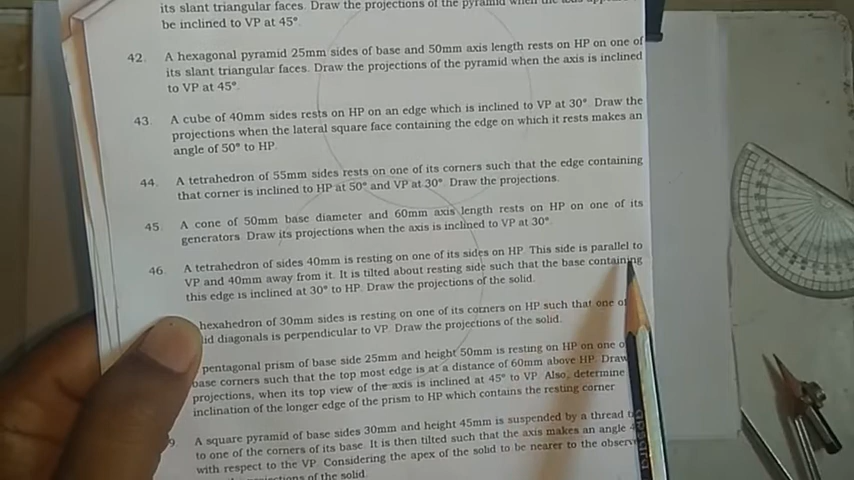 its slant triangular faces. Draw the projections of the pyramid when the axis
be inclined to VP at 45°.
42. A hexagonal pyramid 25mm sides of base and 50mm axis length rests on HP on one of
its slant triangular faces. Draw the projections of the pyramid when the axis is inclined
to VP at 45°.
43. A cube of 40mm sides rests on HP on an edge which is inclined to VP at 30° Draw the
projections when the lateral square face containing the edge on which it rests makes an
angle of 50° to HP.
44. A tetrahedron of 55mm sides rests on one of its corners such that the edge containing
that corner is inclined to HP at 50° and VP at 30° Draw the projections.
45. A cone of 50mm base diameter and 60mm axis length rests on HP on one of its
generators Draw its projections when the axis is inclined to VP at 30°.
46. A tetrahedron of sides 40mm is resting on one of its sides on HP This side is parallel to
VP and 40mm away from it. It is tilted about resting side such that the base containing
this edge is inclined at 30° to HP. Draw the projections of the solid.
hexahedron of 30mm sides is resting on one of its corners on HP such that one of
diagonals is perpendicular to VP Draw the projections of the solid.
pentagonal prism of base side 25mm and height 50mm is resting on HP on one
base corners such that the top most edge is at a distance of 60mm above HP. Draw
projections, when its top view of the axis is inclined at 45° to VP Also, determine
inclination of the longer edge of the prism to HP which contains the resting corner
9. A square pyramid of base sides 30mm and height 45mm is suspended by a thread
to one of the corners of its base. It is then tilted such that the axis makes an angle
with respect to the VP Considering the apex of the solid to be nearer to the
of the solid.
apsara